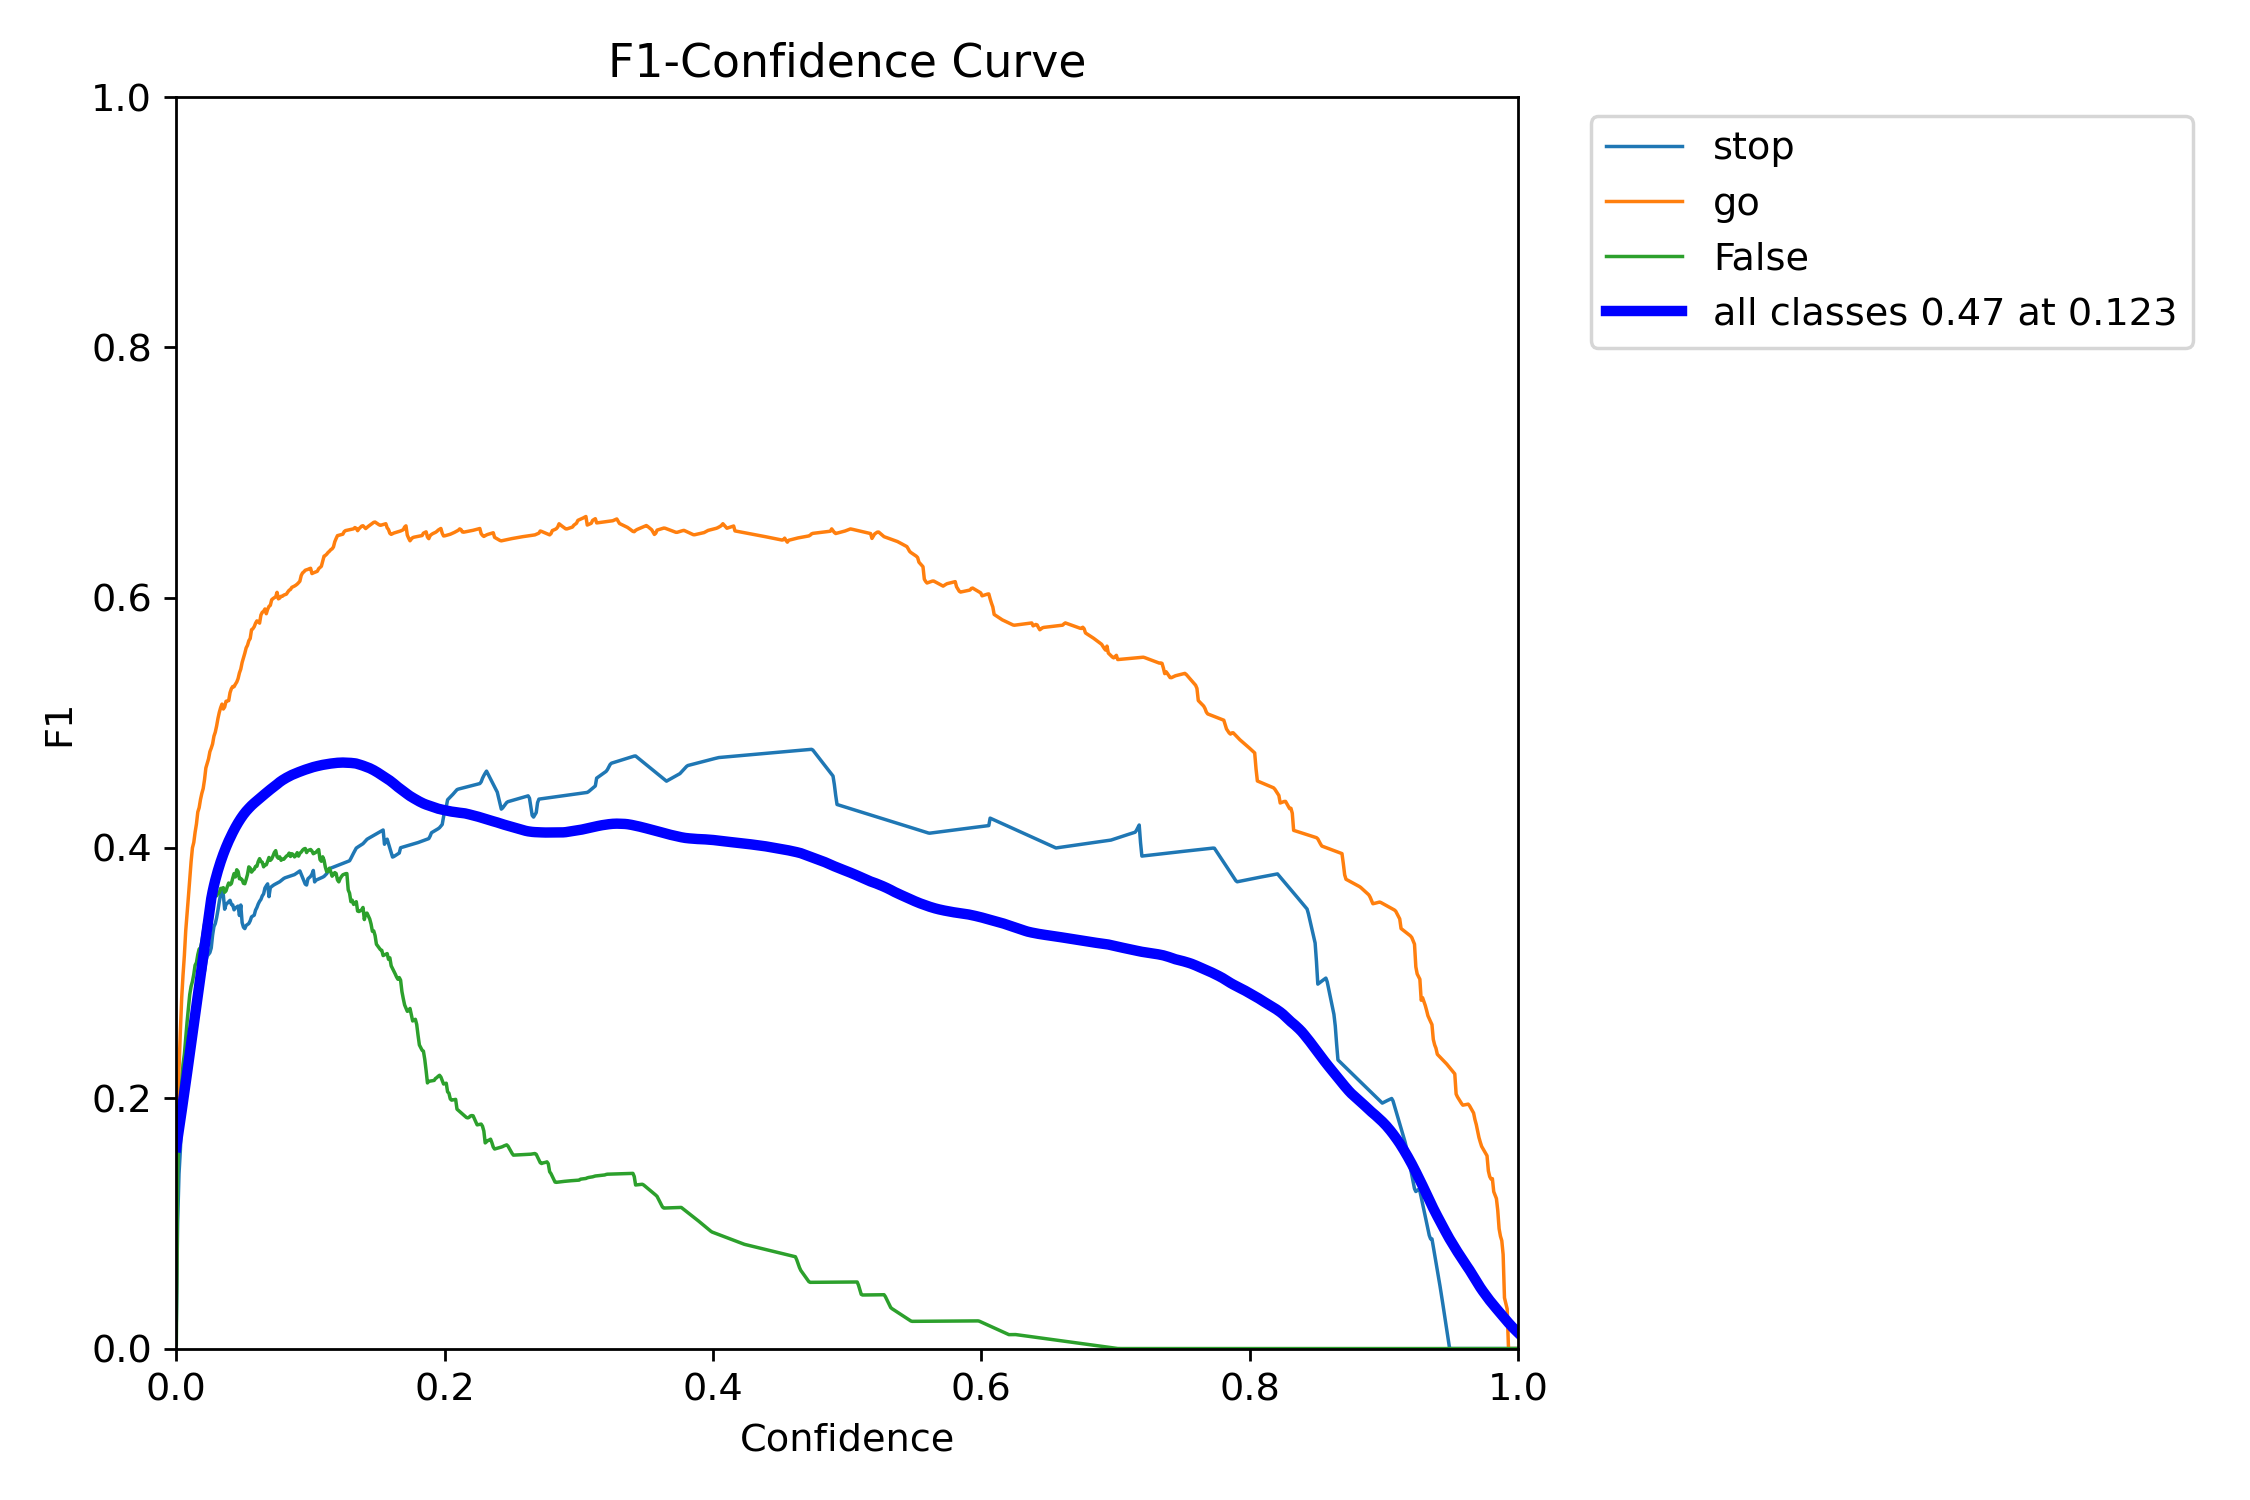 F1-Confidence Curve
1.0
0.8
0.6
0.4
0.2
0.0
F1
0.0 0.2 0.4 0.6 0.8 1.0
Confidence
stop
go
False
all classes 0.47 at 0.123